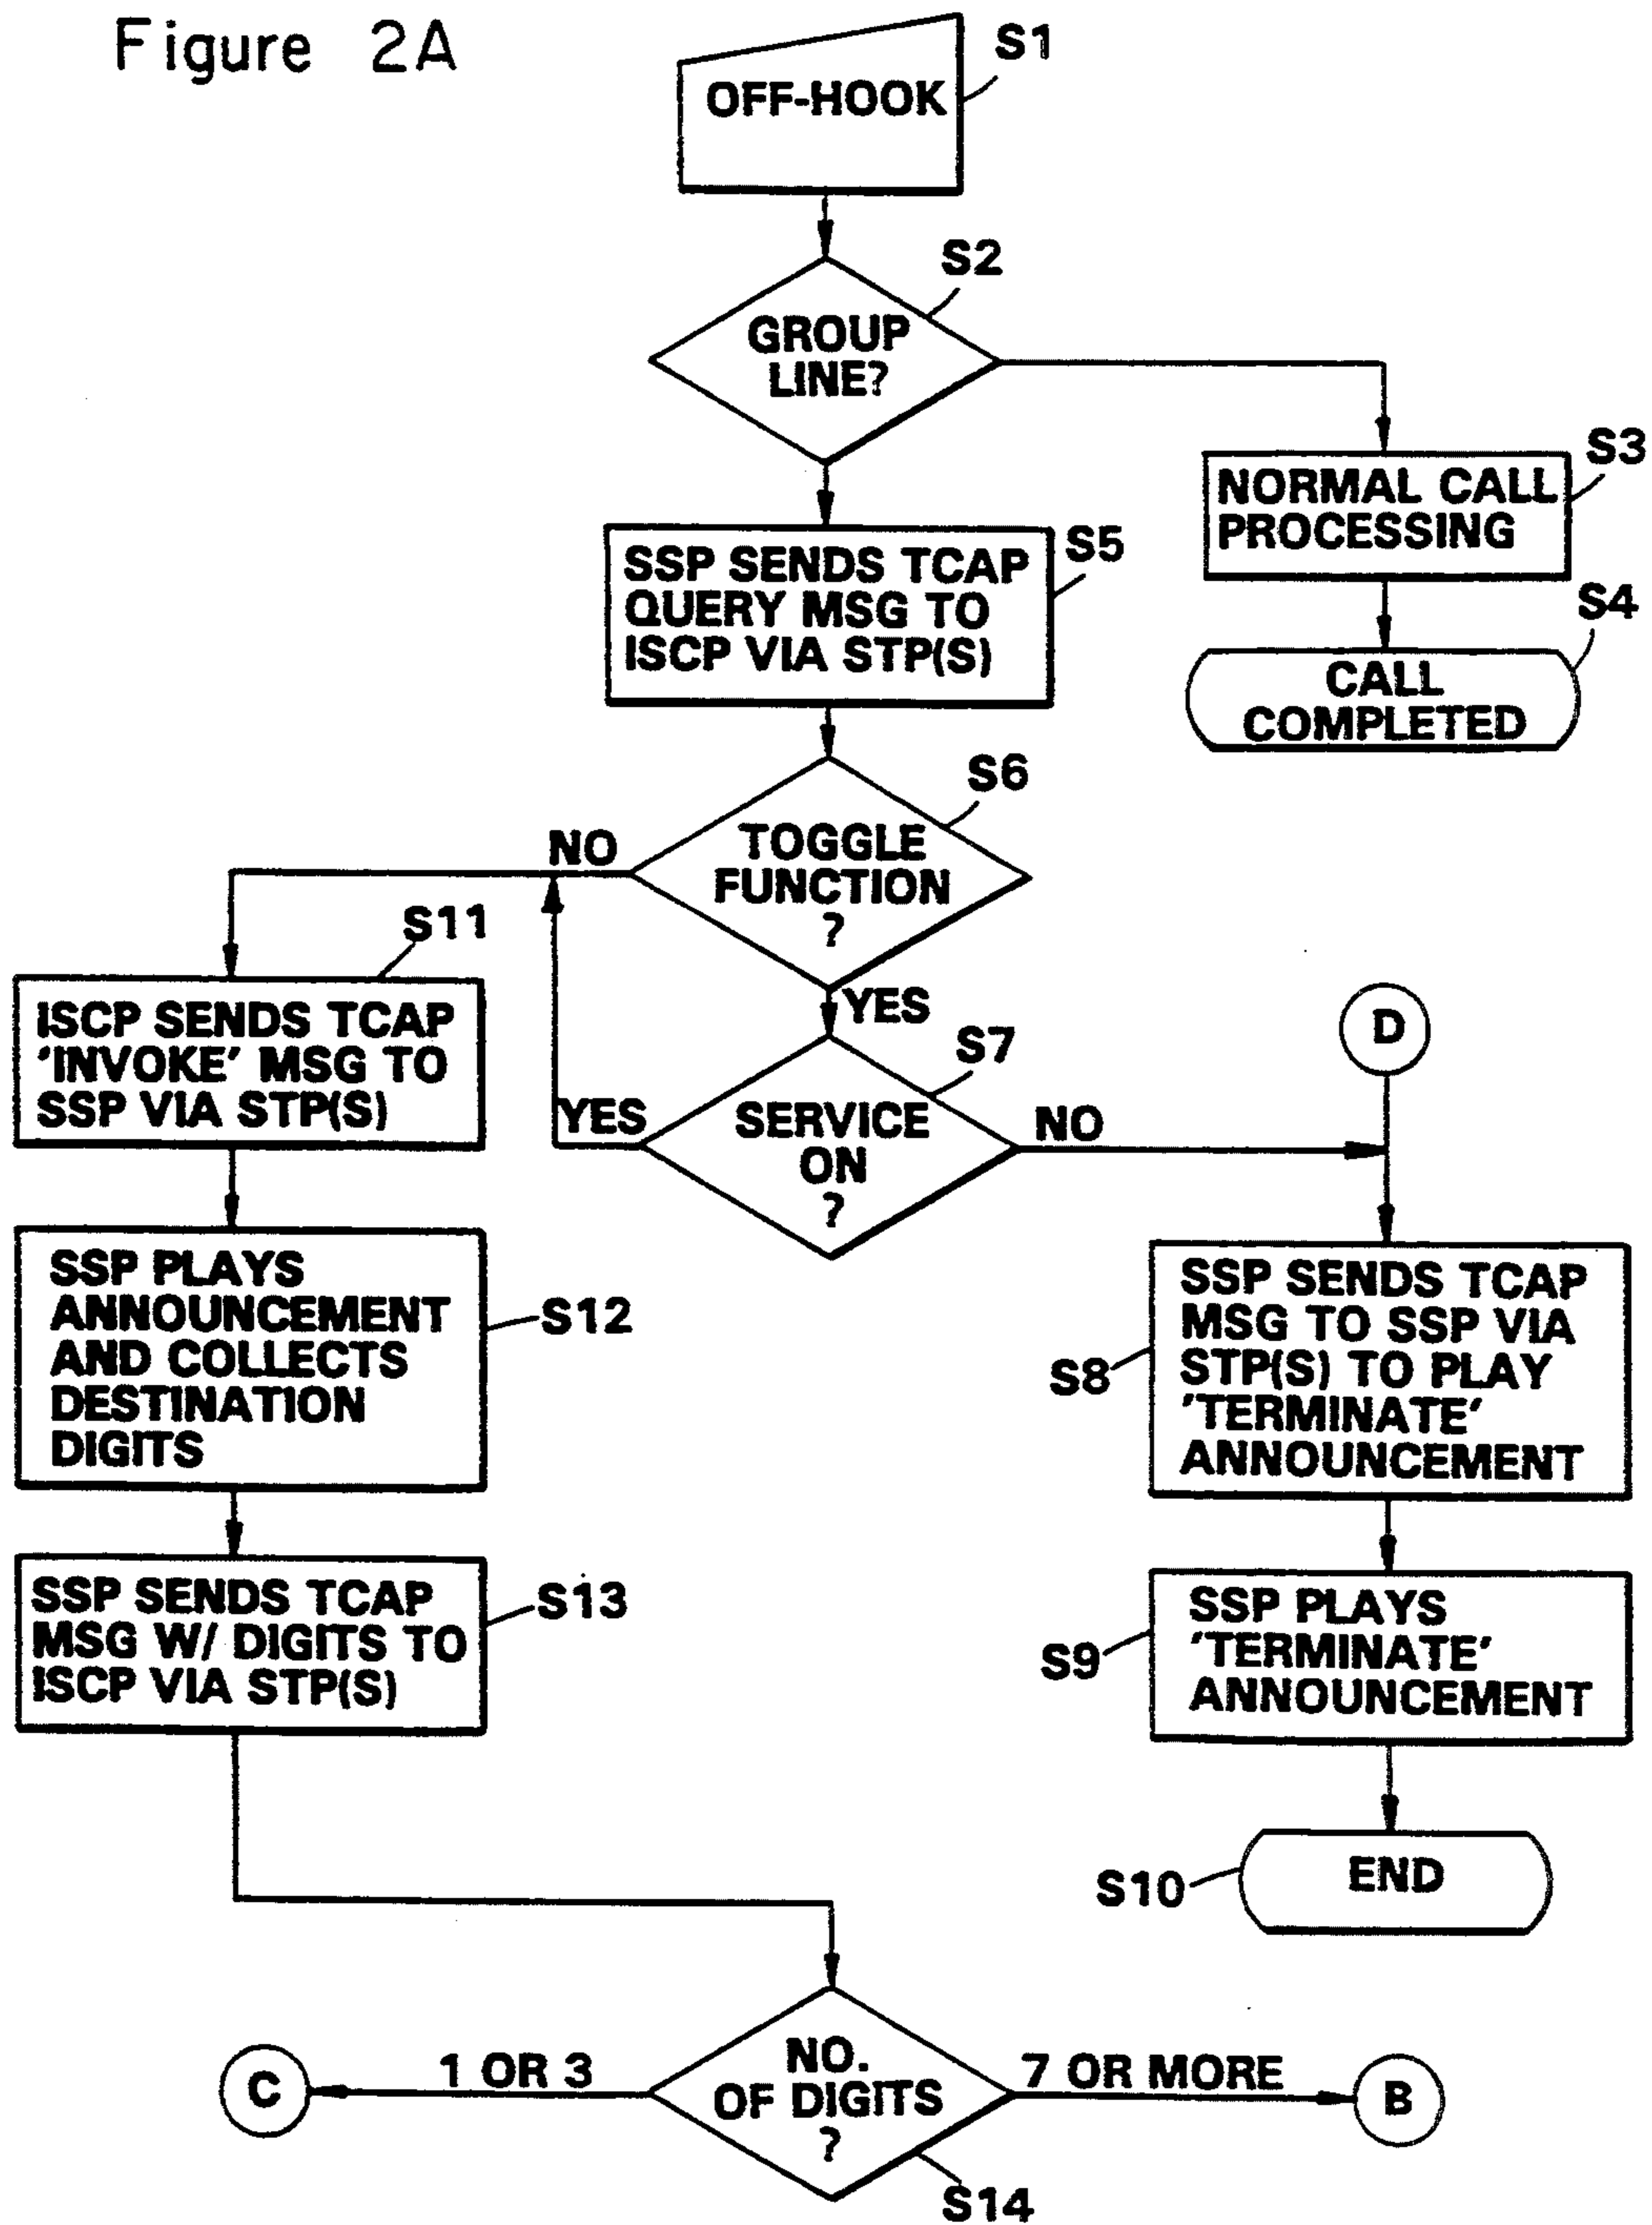 Figure 2A
S1
OFF-HOOK
S2
GROUP
LINE?
S3
NORMAL CALL
PROCESSING
S4
CALL
COMPLETED
S5
SSP SENDS TCAP
QUERY MSG TO
ISCP VIA STP(S)
S6
TOGGLE
FUNCTION
?
NO
YES
S7
SERVICE
ON
?
YES
NO
D
S11
ISCP SENDS TCAP
'INVOKE' MSG TO
SSP VIA STP(S)
SSP PLAYS
ANNOUNCEMENT
AND COLLECTS
DESTINATION
DIGITS
S12
SSP SENDS TCAP
MSG TO SSP VIA
STP(S) TO PLAY
'TERMINATE'
ANNOUNCEMENT
S8
SSP SENDS TCAP
MSG W/ DIGITS TO
ISCP VIA STP(S)
S13
SSP PLAYS
'TERMINATE'
ANNOUNCEMENT
S9
END
S10
NO.
OF DIGITS
?
1 OR 3
7 OR MORE
C
B
S14